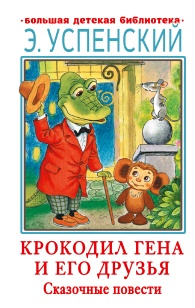 ·большая детская библиотека·
Э. УСПЕНСКИЙ
КРОКОДИЛ ГЕНА
И ЕГО ДРУЗЬЯ
Сказочные повести